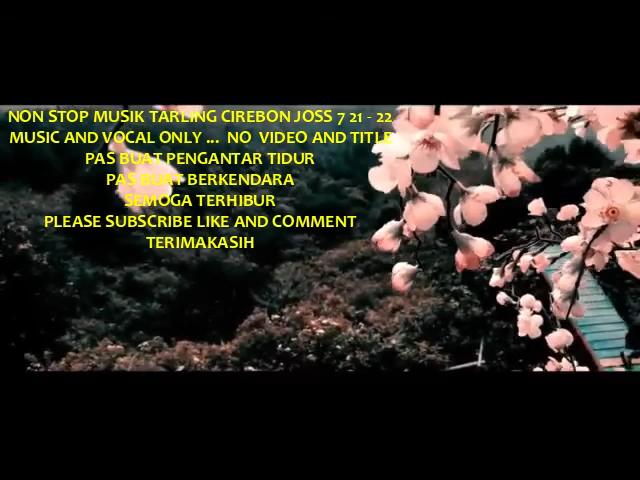 NON STOP MUSIK TARLING CIREBON JOSS 7 21 - 22
MUSIC AND VOCAL ONLY ... NO VIDEO AND TITLE
PAS BUAT PENGANTAR TIDUR
PAS BUAT BERKENDARA
SEMOGA TERHIBUR
PLEASE SUBSCRIBE LIKE AND COMMENT
TERIMAKASIH